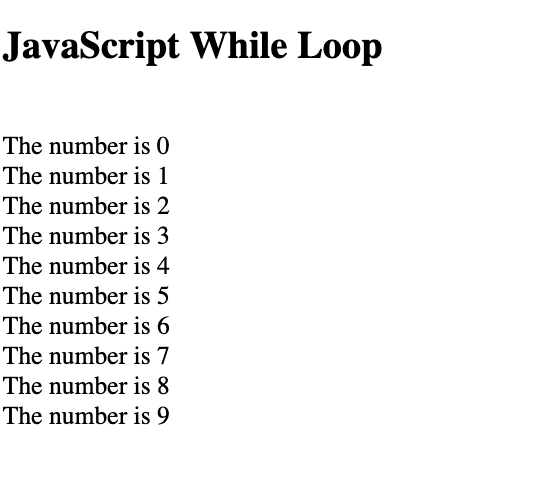 JavaScript While Loop
The number is 0
The number is 1
The number is 2
The number is 3
The number is 4
The number is 5
The number is 6
The number is 7
The number is 8
The number is 9